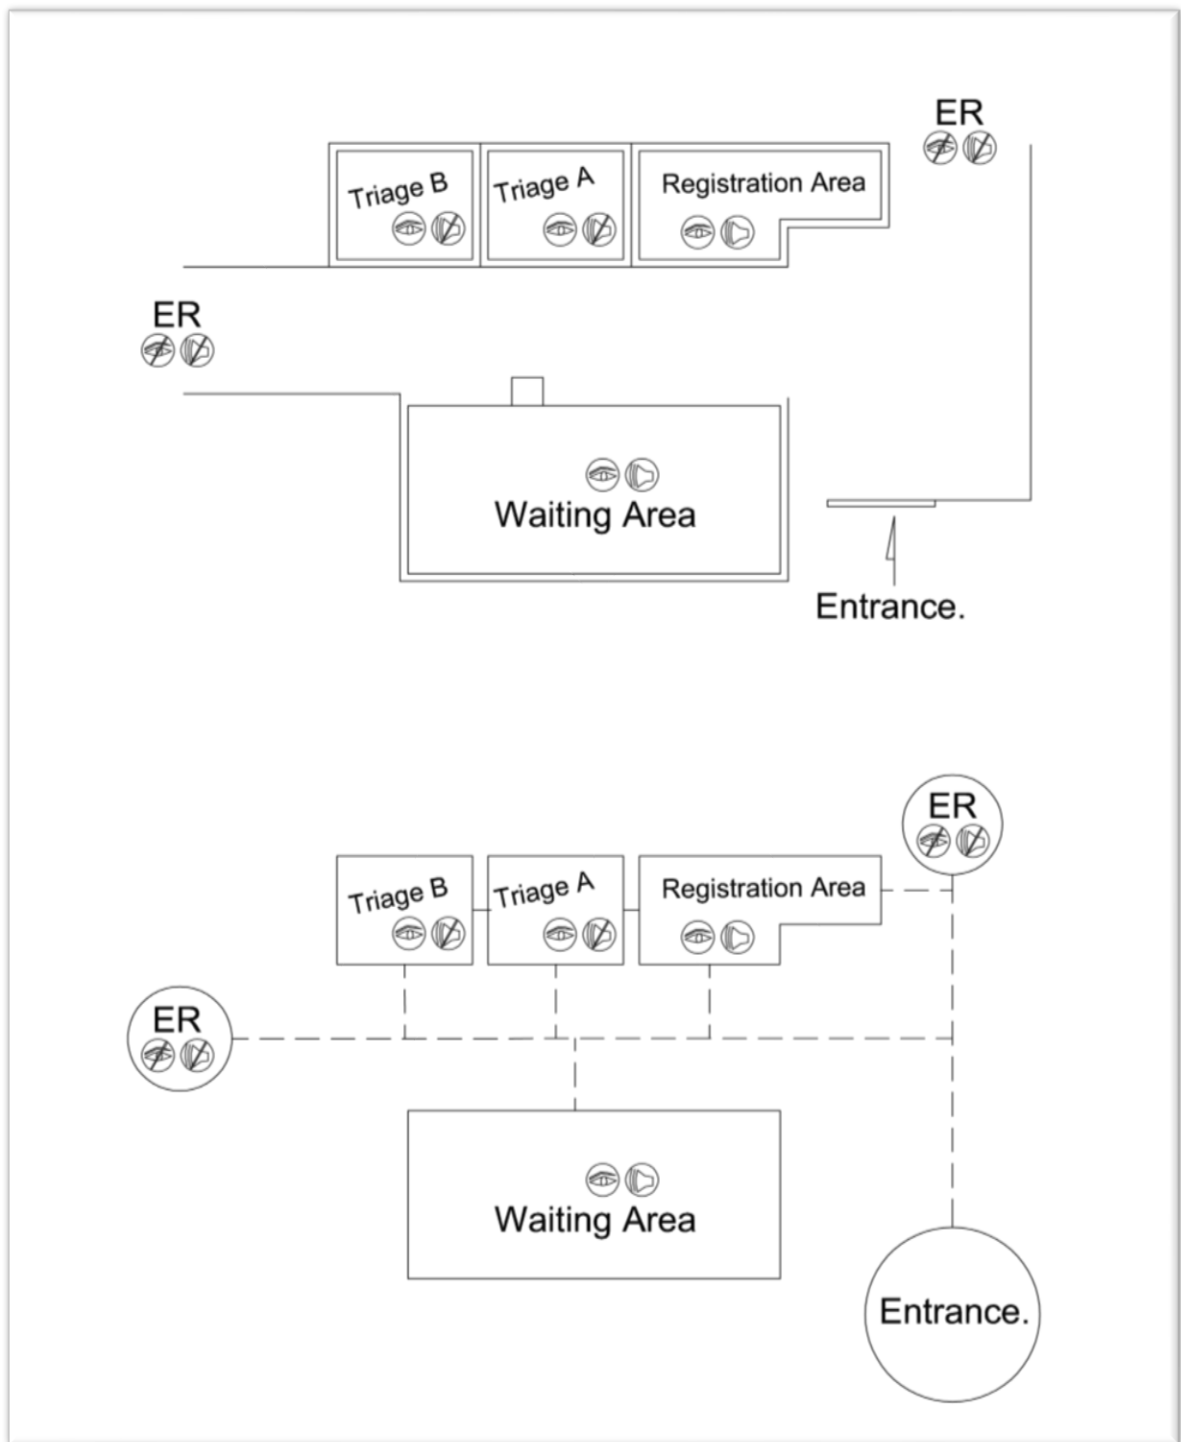 ER
Triage B
Triage A
Registration Area
ER
Waiting Area
Entrance.
ER
Triage B
Triage A
Registration Area
ER
Waiting Area
Entrance.